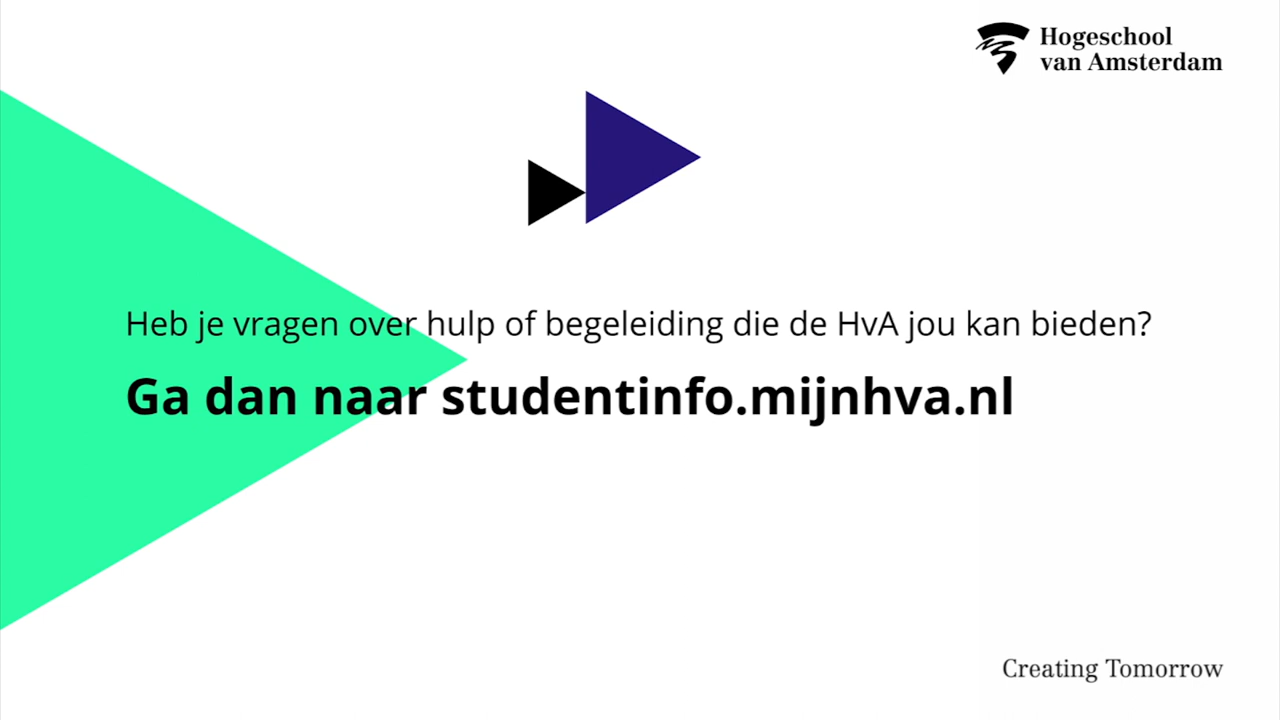 Hogeschool
van Amsterdam
Heb je vragen over hulp of begeleiding die de HvA jou kan bieden?
Ga dan naar studentinfo.mijnhva.nl
Creating Tomorrow